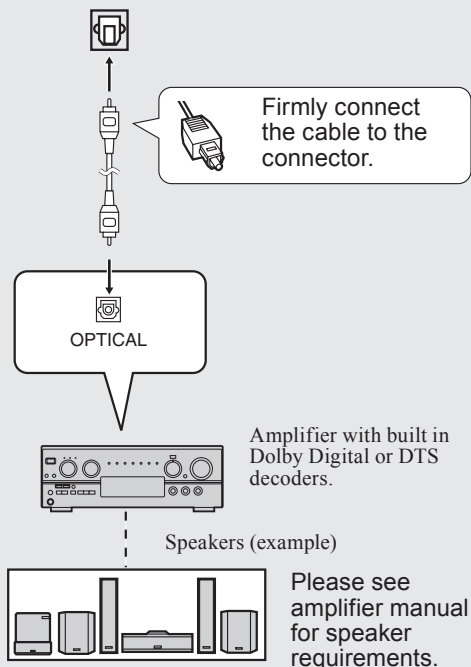 Firmly connect
the cable to the
connector.
OPTICAL
Amplifier with built in
Dolby Digital or DTS
decoders.
Speakers (example)
Please see
amplifier manual
for speaker
requirements.